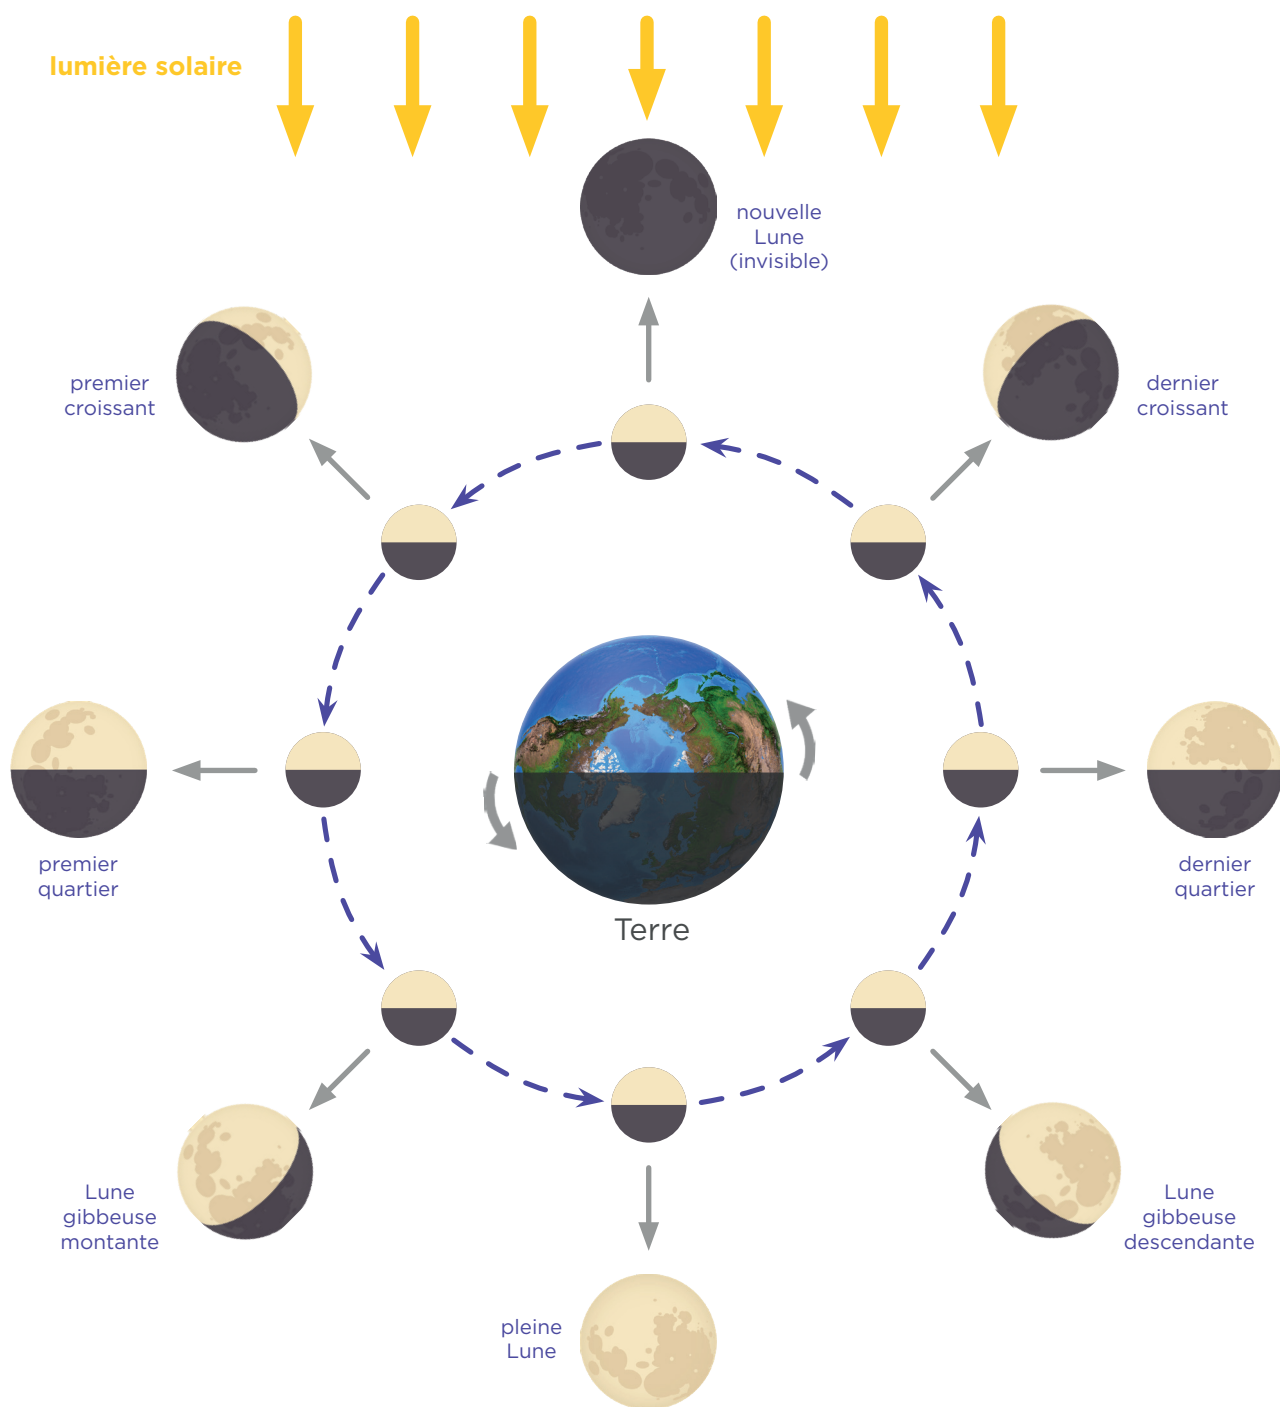 lumière solaire
nouvelle
Lune
(invisible)
premier
croissant
dernier
croissant
premier
quartier
dernier
quartier
Terre
Lune
gibbeuse
montante
Lune
gibbeuse
descendante
pleine
Lune